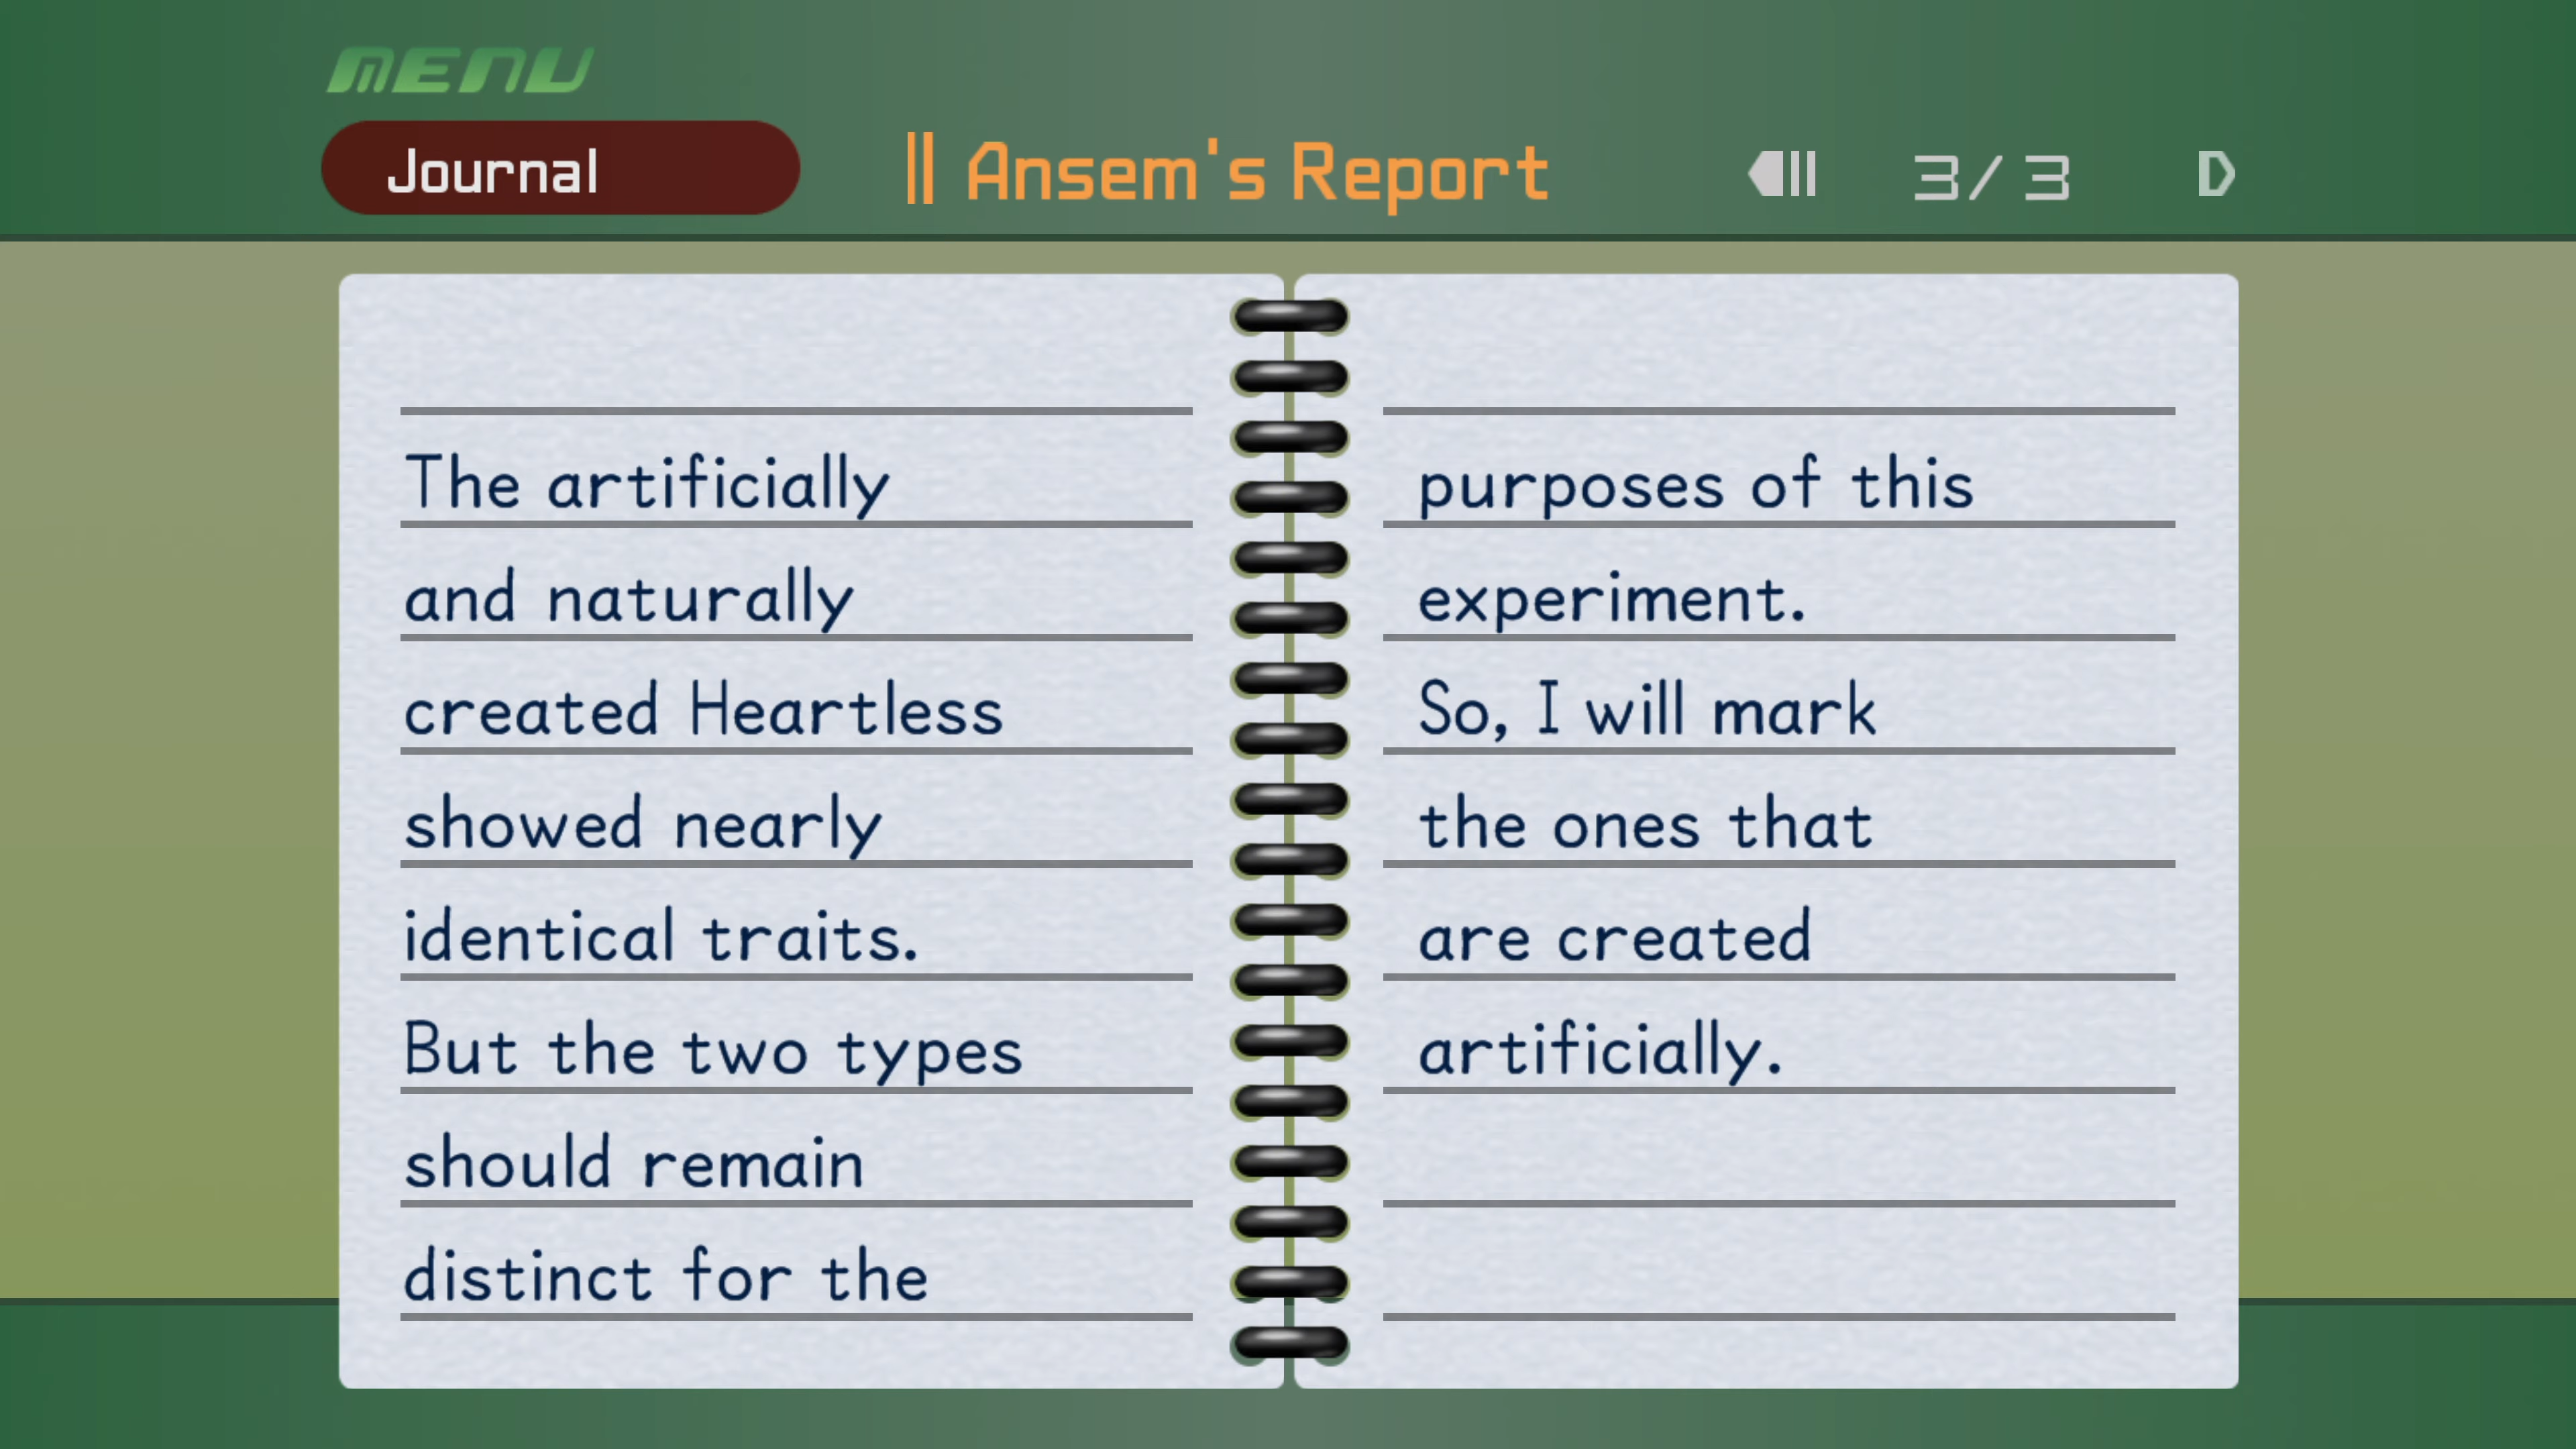 MENU
Journal
Ansem's Report
3/3
The artificially
and naturally
created Heartless
showed nearly
identical traits.
But the two types
should remain
distinct for the
purposes of this
experiment.
So, I will mark
the ones that
are created
artificially.